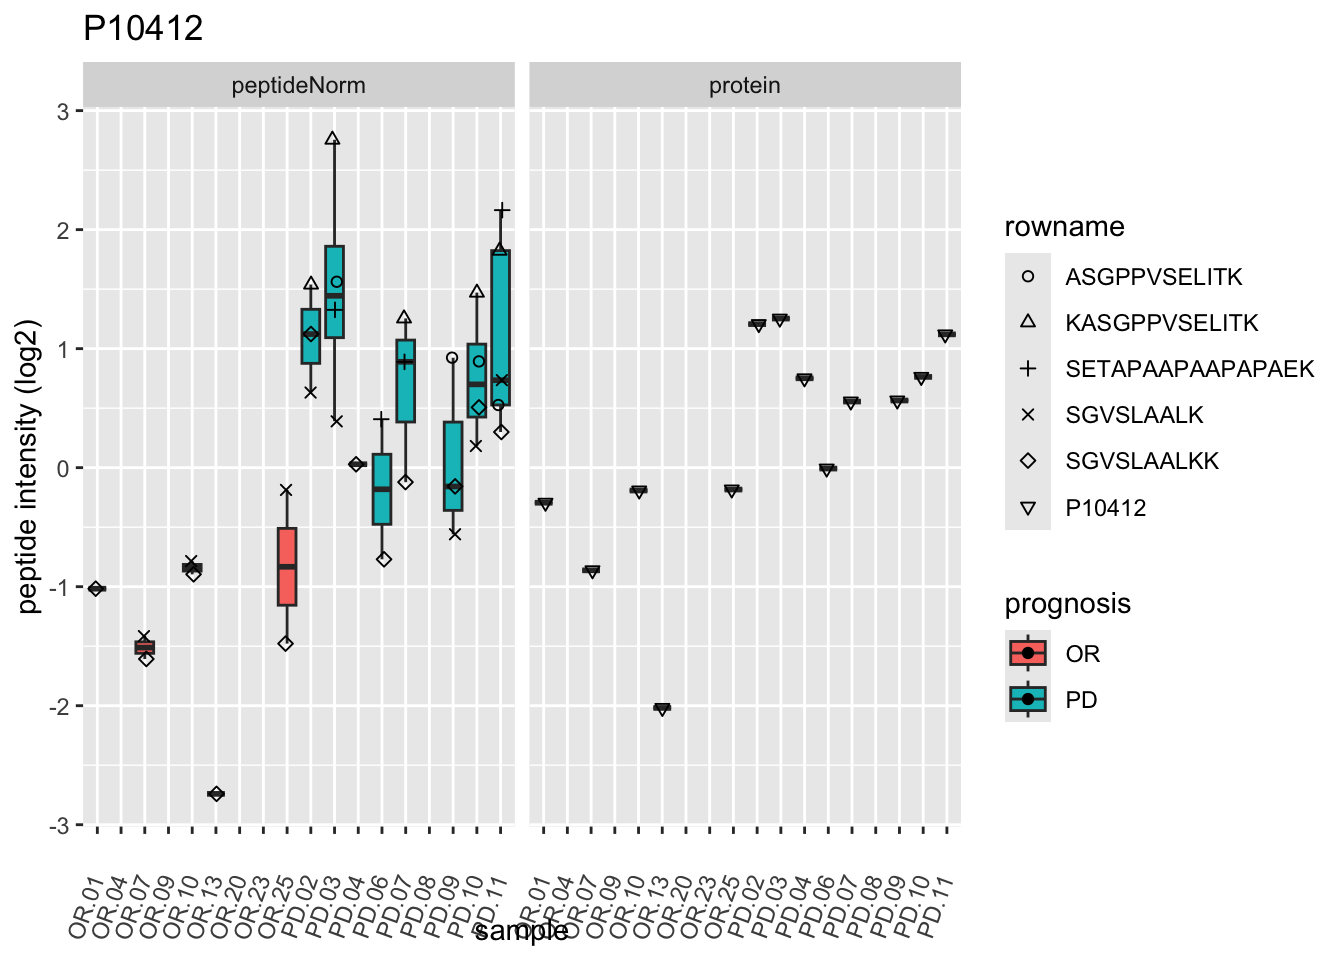 P10412
peptideNorm
protein
3
2
1
0
-1
-2
-3
peptide intensity (log2)
OR.01
OR.04
OR.07
OR.09
OR.10
OR.13
OR.20
OR.23
OR.25
PD.02
PD.03
PD.04
PD.06
PD.07
PD.08
PD.09
PD.10
PD.11
OR.01
OR.04
OR.07
OR.09
OR.10
OR.13
OR.20
OR.23
OR.25
PD.02
PD.03
PD.04
PD.06
PD.07
PD.08
PD.09
PD.10
PD.11
sample
rowname
ASGPPVSELITK
KASGPPVSELITK
SETAPAAPAAPAPAEK
SGVSLAALK
SGVSLAALKK
P10412
prognosis
OR
PD